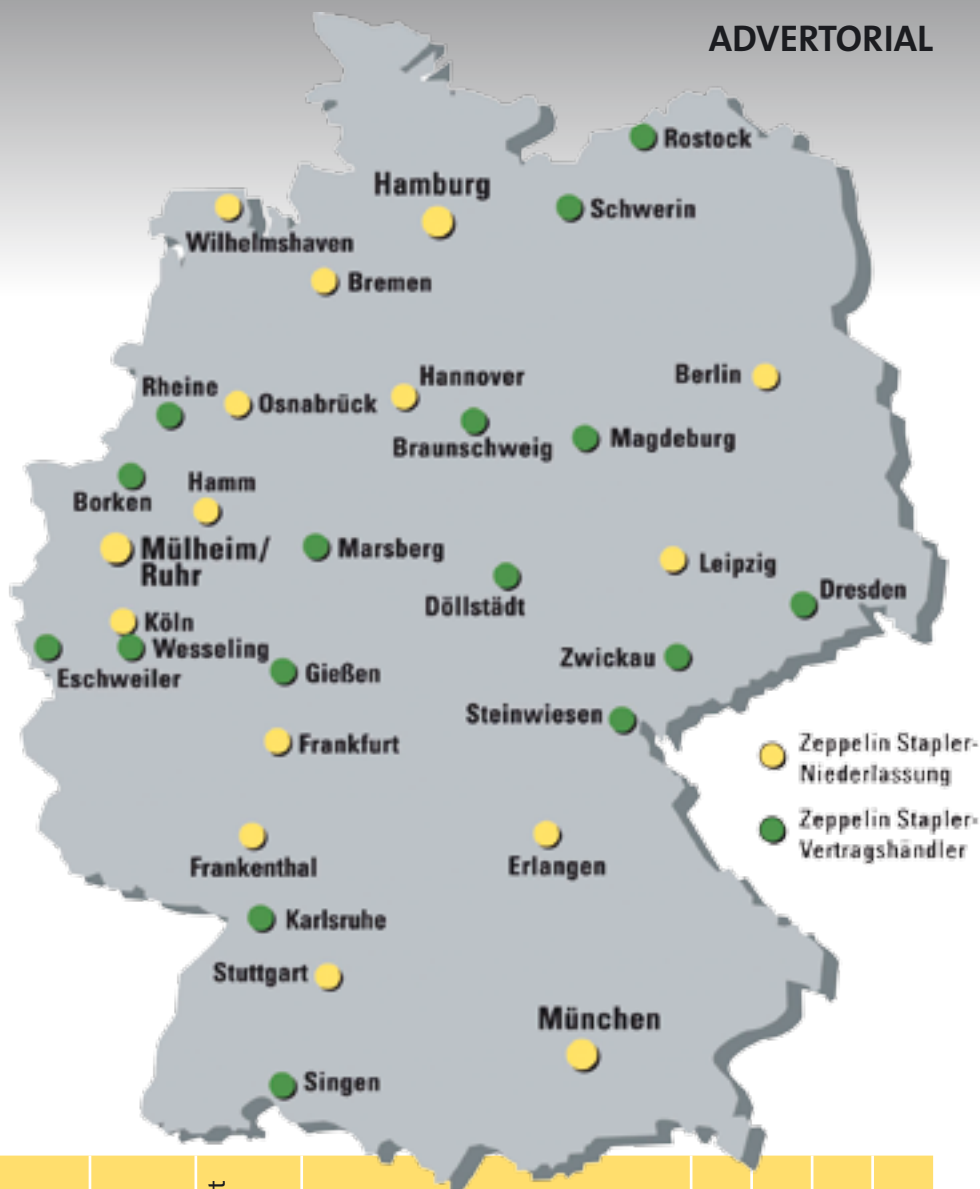 ADVERTORIAL
Rostock
Hamburg
Schwerin
Wilhelmshaven
Bremen
Hannover
Berlin
Rheine
Osnabrück
Braunschweig
Magdeburg
Hamm
Borken
Mülheim/
Ruhr
Marsberg
Leipzig
Döllstädt
Dresden
Köln
Wesseling
Eschweiler
Gießen
Zwickau
Steinwiesen
Frankfurt
Zeppelin Stapler-
Niederlassung
Zeppelin Stapler-
Vertragshändler
Frankenthal
Erlangen
Karlsruhe
Stuttgart
München
Singen
t